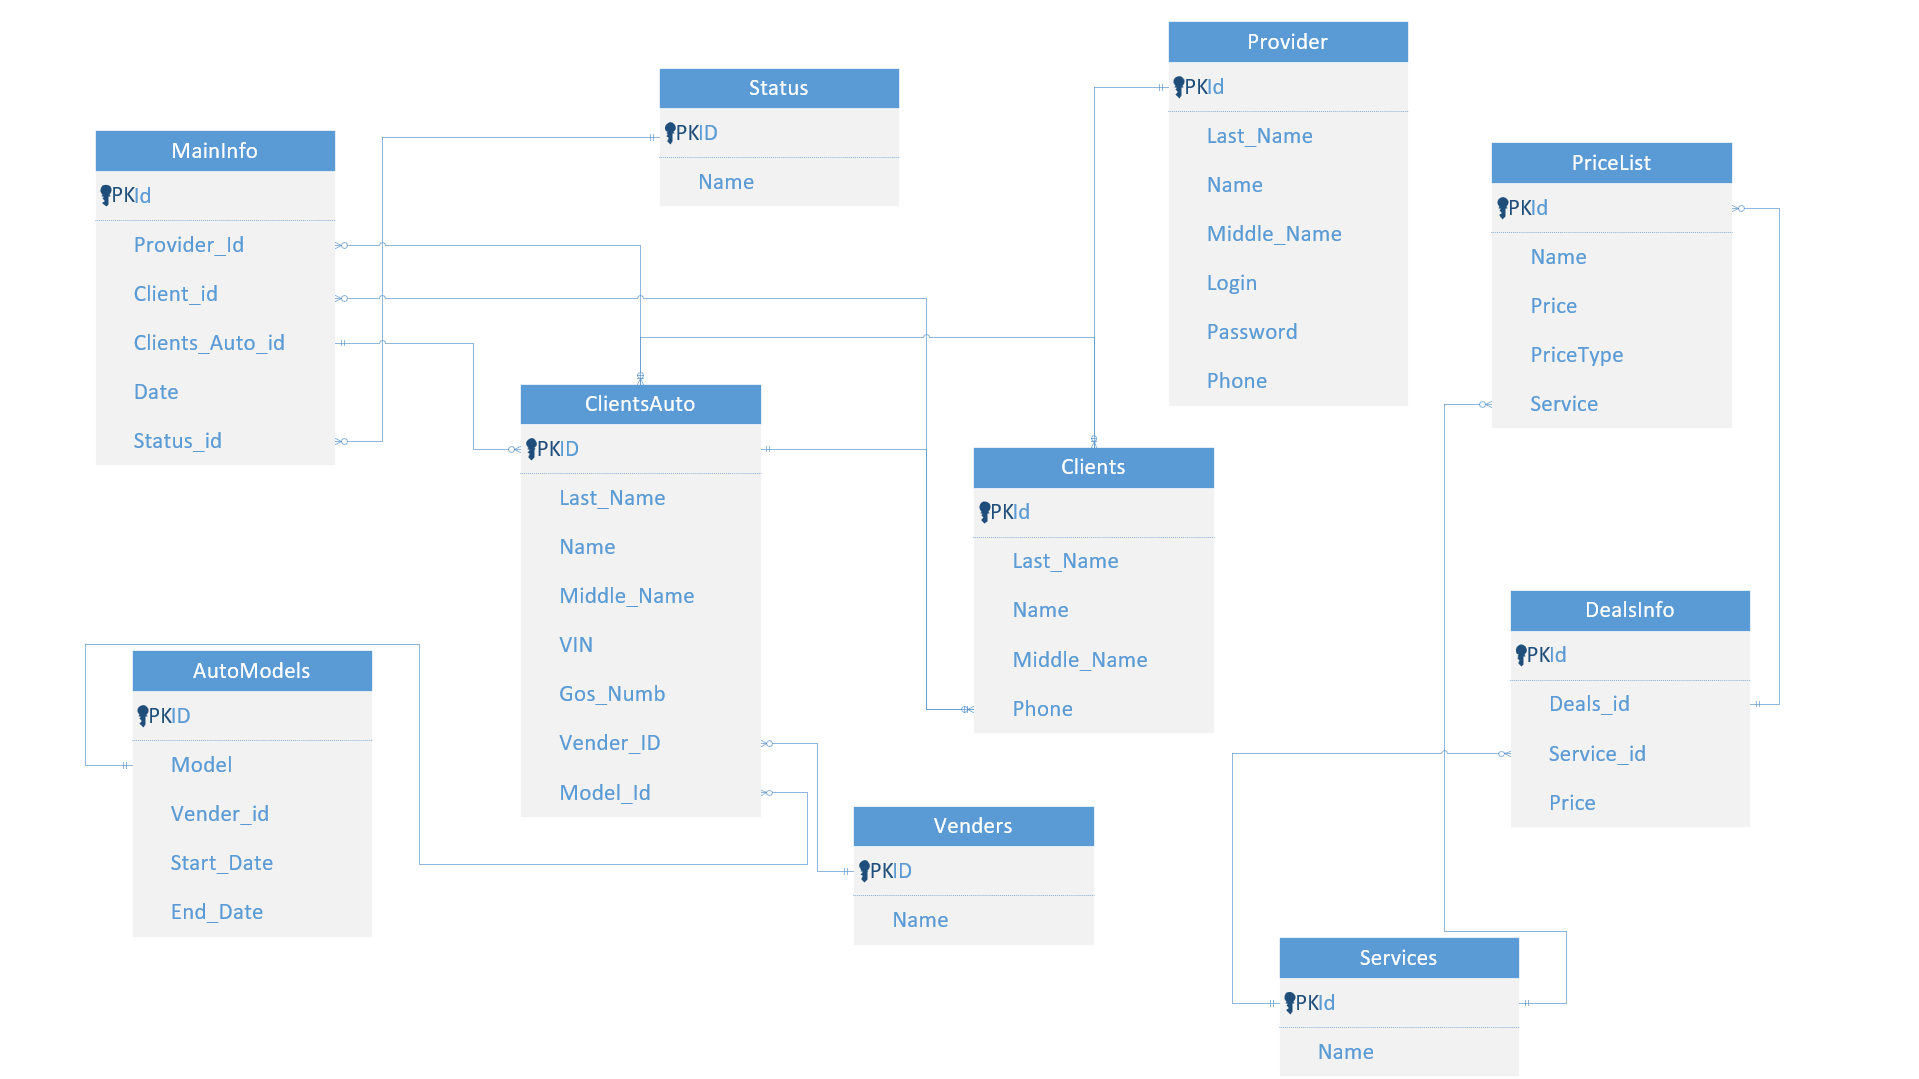 Provider
PKId
Last_Name
Name
Middle_Name
Login
Password
Phone
Status
PKID
Name
MainInfo
PKId
Provider_Id
Client_id
Clients_Auto_id
Date
Status_id
PriceList
PKId
Name
Price
PriceType
Service
ClientsAuto
PKID
Last_Name
Name
Middle_Name
VIN
Gos_Numb
Vender_ID
Model_Id
Clients
PKId
Last_Name
Name
Middle_Name
Phone
DealsInfo
PKId
Deals_id
Service_id
Price
AutoModels
PKID
Model
Vender_id
Start_Date
End_Date
Venders
PKID
Name
Services
PKId
Name